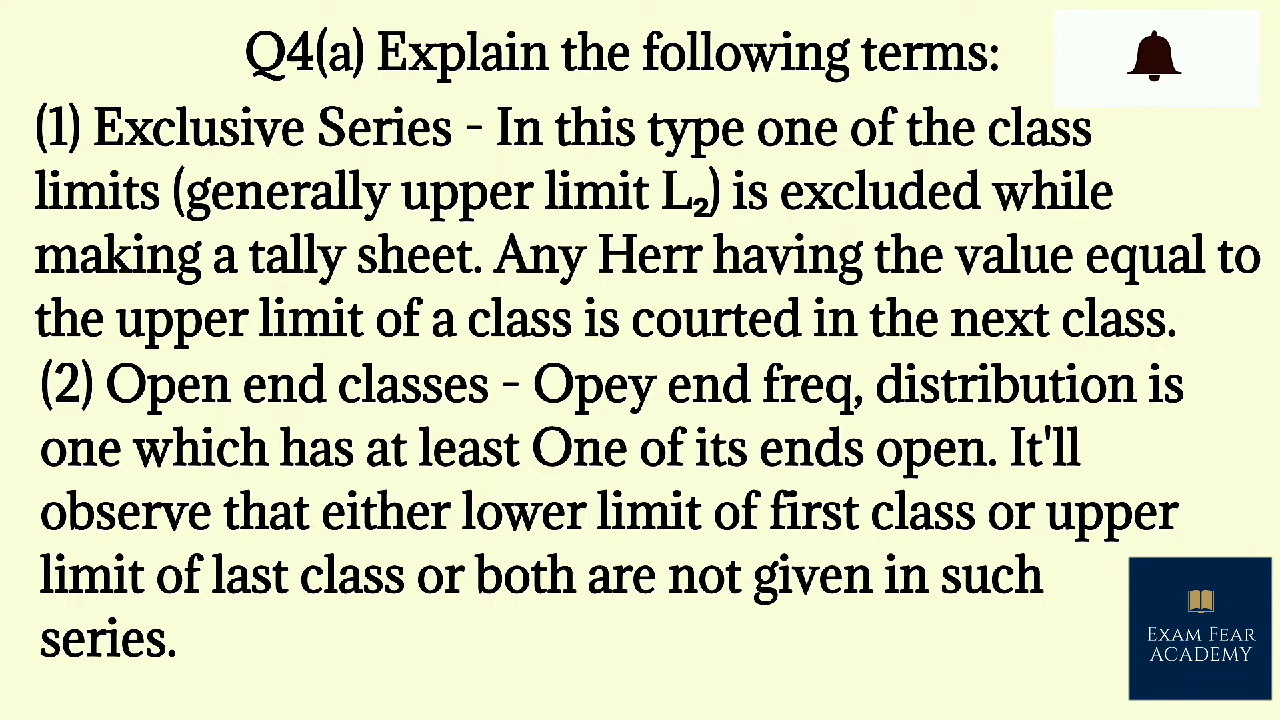 Q4(a) Explain the following terms:
(1) Exclusive Series - In this type one of the class
limits (generally upper limit L₂) is excluded while
making a tally sheet. Any Herr having the value equal to
the upper limit of a class is courted in the next class.
(2) Open end classes - Opey end freq, distribution is
one which has at least One of its ends open. It'll
observe that either lower limit of first class or upper
limit of last class or both are not given in such
series.
EXAM FEAR
ACADEMY